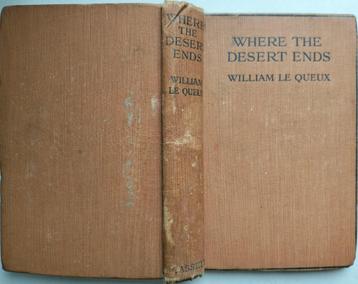 WHERE
THE
DESERT
ENDS
WILLIAM
LE QUEUX
WHERE THE
DESERT ENDS
WILLIAM LE QUEUX